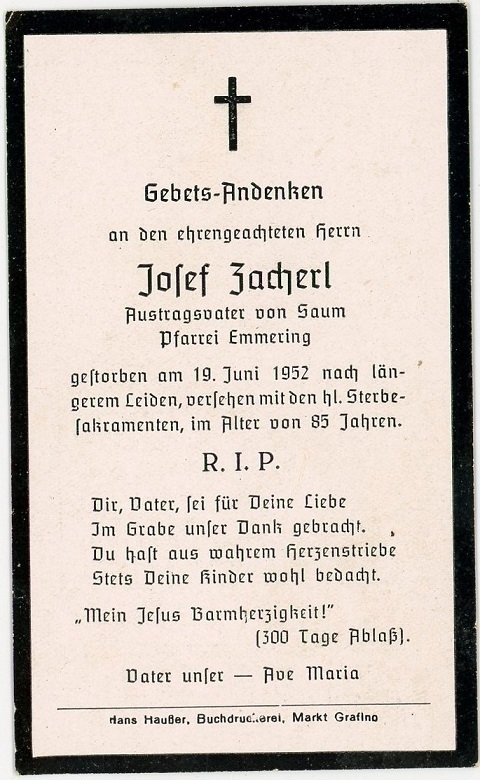 Gebets-Andenken
an den ehrengeachteten Herrn
Josef Zacherl
Austragsvater von Saum
Pfarrei Emmering
gestorben am 19. Juni 1952 nach län-
gerem Leiden, versehen mit den hl. Sterbe-
sakramenten, im Alter von 85 Jahren.
R. I. P.
Dir, Vater, sei für Deine Liebe
Im Grabe unser Dank gebracht.
Du hast aus wahrem Herzenstriebe
Stets Deine Kinder wohl bedacht.
„Mein Jesus Barmherzigkeit!"
(300 Tage Ablaß).
Vater unser — Ave Maria
Hans Haußer, Buchdruckerei, Markt Grafing